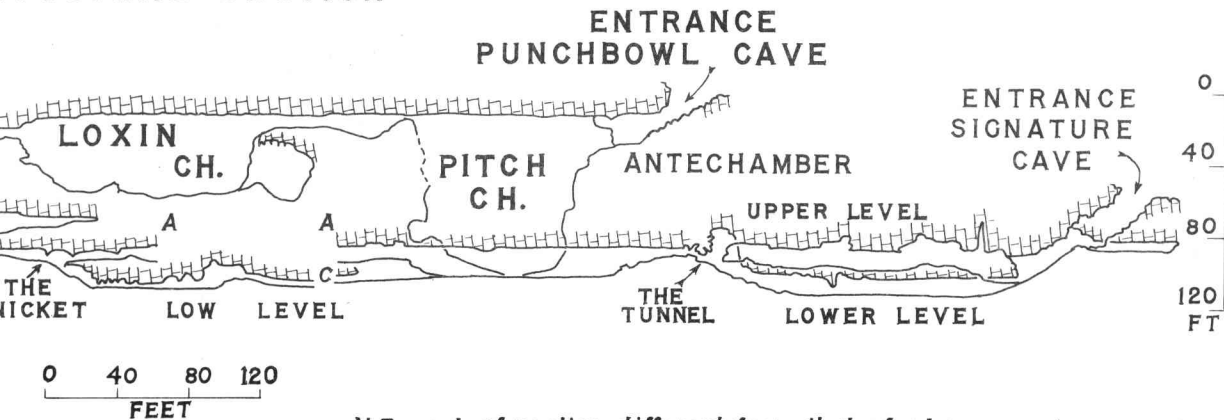 ENTRANCE
PUNCHBOWL CAVE
0
ENTRANCE
SIGNATURE
CAVE
40
LOXIN
CH.
PITCH
CH.
ANTECHAMBER
A
A
UPPER LEVEL
80
THE
C
THE
TUNNEL
LOW LEVEL
LOWER LEVEL
120
FT
0 40 80 120
FEET